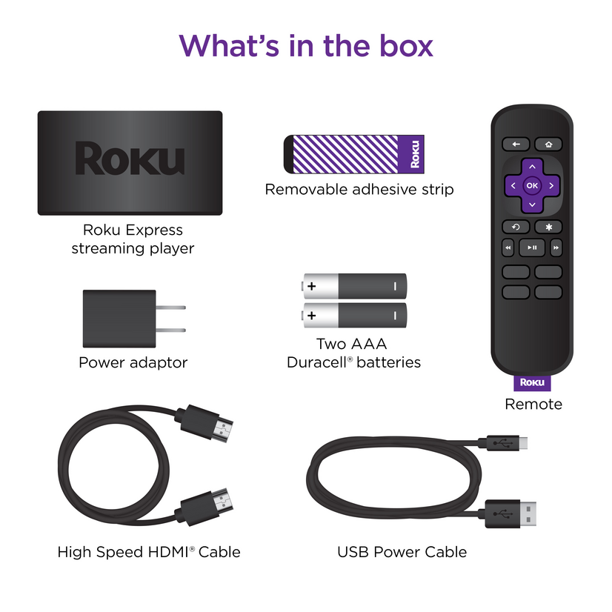 What's in the box
Roku
Roku Express
streaming player
Roku
Removable adhesive strip
OK
Roku
Remote
Power adaptor
+ −
+ −
Two AAA
Duracell® batteries
High Speed HDMI® Cable
USB Power Cable